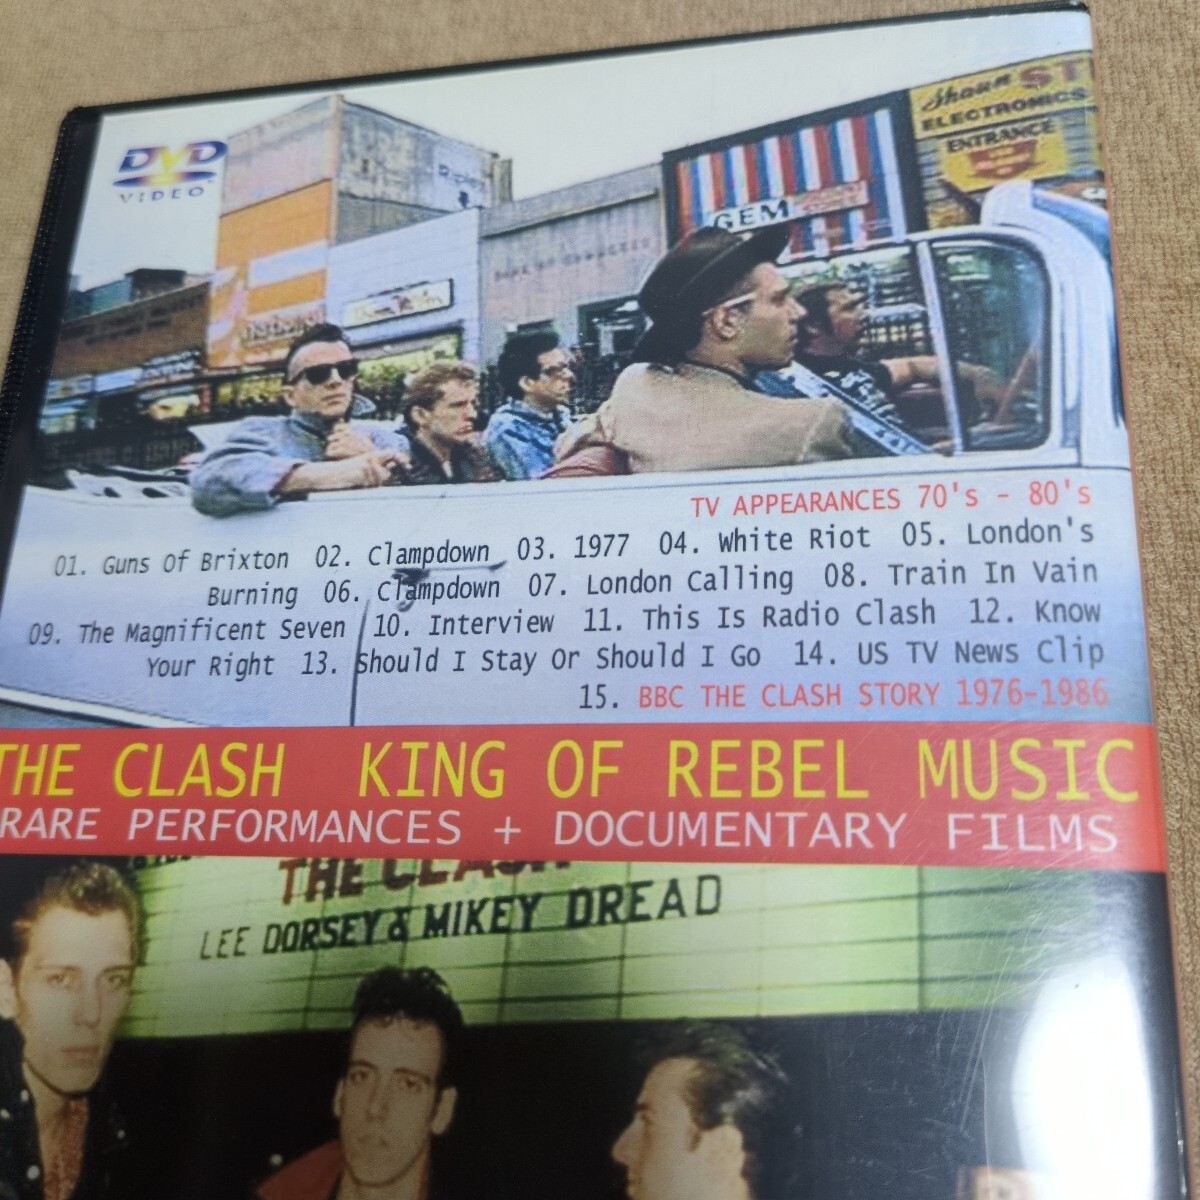 DVD
VIDEO
Shaun ST
ELECTRONICS
ENTRANCE
GEM
TV APPEARANCES 70's - 80's
01. Guns Of Brixton 02. Clampdown 03. 1977 04. White Riot 05. London's
Burning 06. Clampdown 07. London Calling 08. Train In Vain
09. The Magnificent Seven 10. Interview 11. This Is Radio Clash 12. Know
Your Right 13. Should I Stay Or Should I Go 14. US TV News Clip
15. BBC THE CLASH STORY 1976-1986
THE CLASH KING OF REBEL MUSIC
RARE PERFORMANCES + DOCUMENTARY FILMS
THE CLASH
LEE DORSEY & MIKEY DREAD